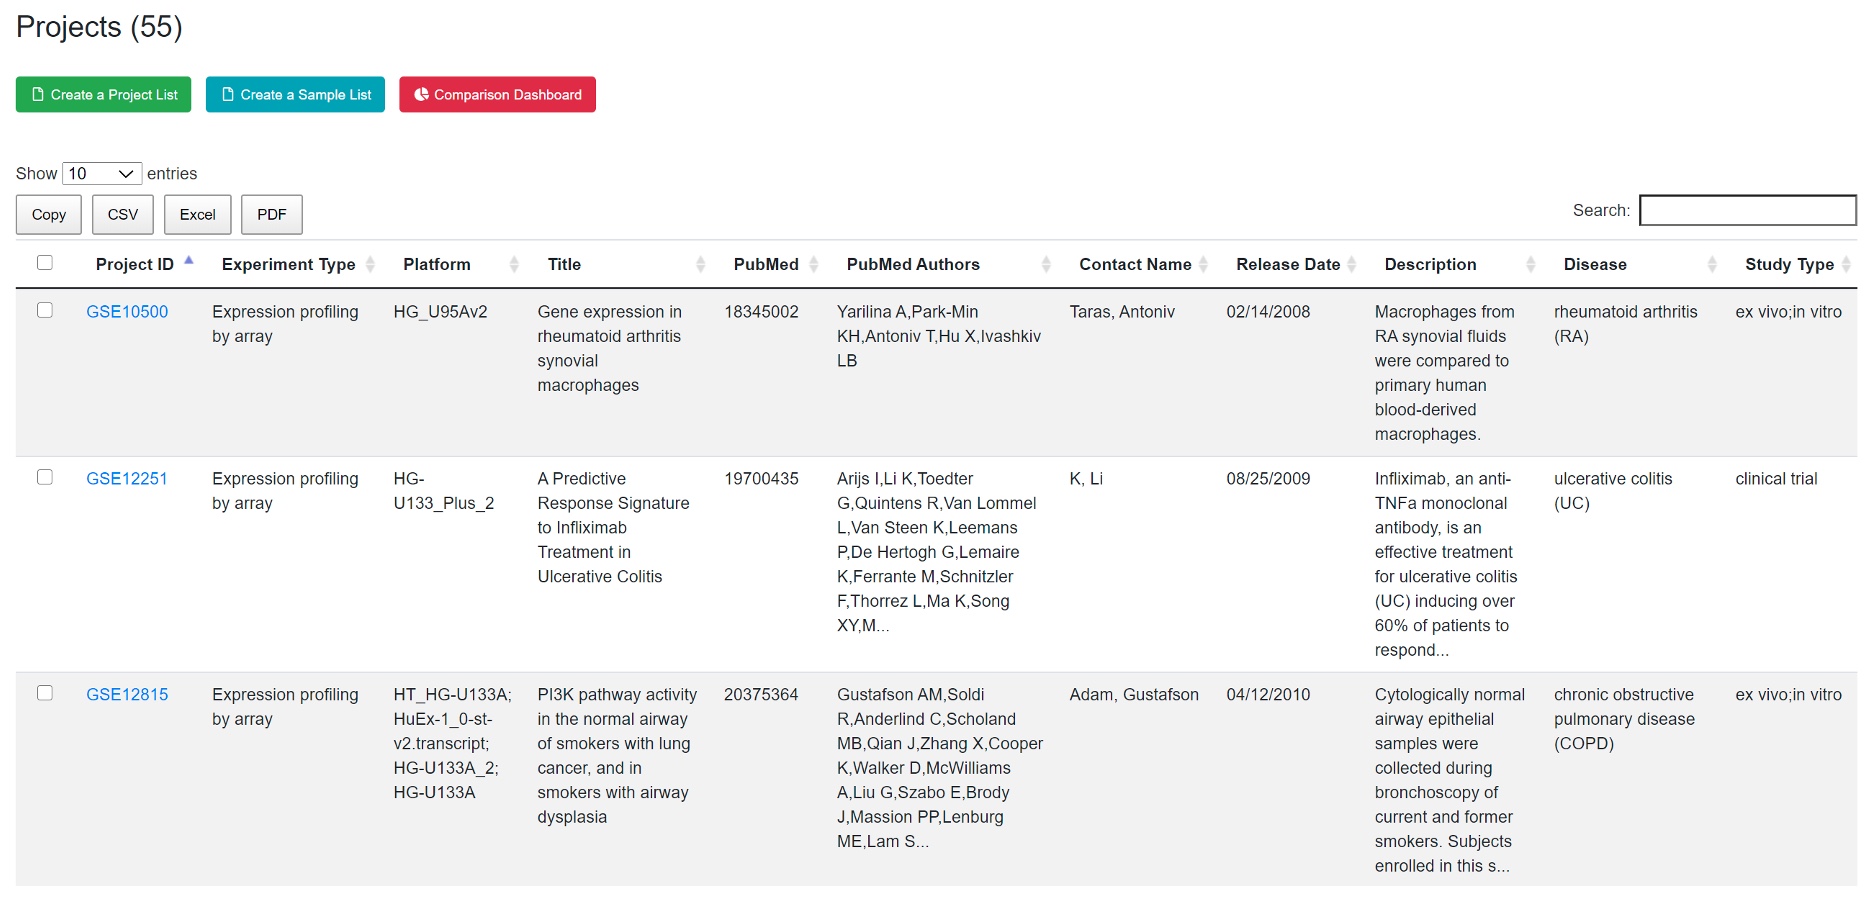 Projects (55)
Create a Project List
Create a Sample List
Comparison Dashboard
Show 10 entries
Copy
CSV
Excel
PDF
Search:
Project ID
Experiment Type
Platform
Title
PubMed
PubMed Authors
Contact Name
Release Date
Description
Disease
Study Type
GSE10500
Expression profiling
by array
HG_U95Av2
Gene expression in
rheumatoid arthritis
synovial
macrophages
18345002
Yarilina A,Park-Min
KH,Antoniv T,Hu X,Ivashkiv
LB
Taras, Antoniv
02/14/2008
Macrophages from
RA synovial fluids
were compared to
primary human
blood-derived
macrophages.
rheumatoid arthritis
(RA)
ex vivo;in vitro
GSE12251
Expression profiling
by array
HG-
U133_Plus_2
A Predictive
Response Signature
to Infliximab
Treatment in
Ulcerative Colitis
19700435
Arijs I,Li K,Toedter
G,Quintens R,Van Lommel
L,Van Steen K,Leemans
P,De Hertogh G,Lemaire
K,Ferrante M,Schnitzler
F,Thorrez L,Ma K,Song
XY,M...
K, Li
08/25/2009
Infliximab, an anti-
TNFa monoclonal
antibody, is an
effective treatment
for ulcerative colitis
(UC) inducing over
60% of patients to
respond...
ulcerative colitis
(UC)
clinical trial
GSE12815
Expression profiling
by array
HT_HG-U133A;
HuEx-1_0-st-
v2.transcript;
HG-U133A_2;
HG-U133A
PI3K pathway activity
in the normal airway
of smokers with lung
cancer, and in
smokers with airway
dysplasia
20375364
Gustafson AM,Soldi
R,Anderlind C,Scholand
MB,Qian J,Zhang X,Cooper
K,Walker D,McWilliams
A,Liu G,Szabo E,Brody
J,Massion PP,Lenburg
ME,Lam S...
Adam, Gustafson
04/12/2010
Cytologically normal
airway epithelial
samples were
collected during
bronchoscopy of
current and former
smokers. Subjects
enrolled in this s...
chronic obstructive
pulmonary disease
(COPD)
ex vivo;in vitro